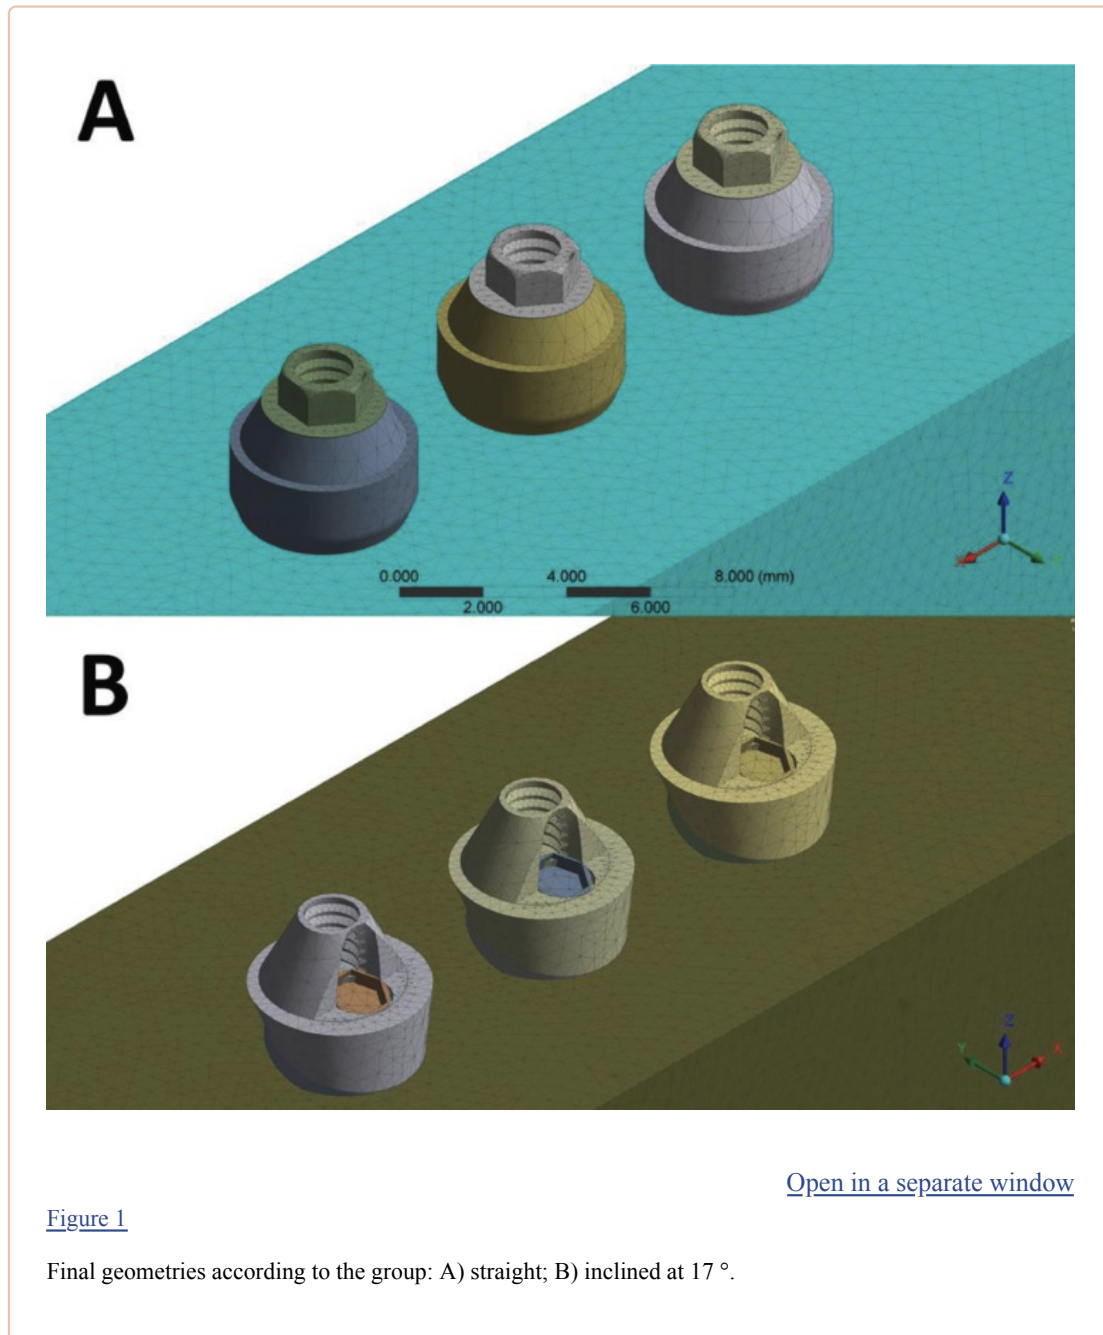 A
Z
X
Y
0.000 4.000 8.000 (mm)
2.000 6.000
B
Z
Y X
Open in a separate window
Figure 1
Final geometries according to the group: A) straight; B) inclined at 17 °.